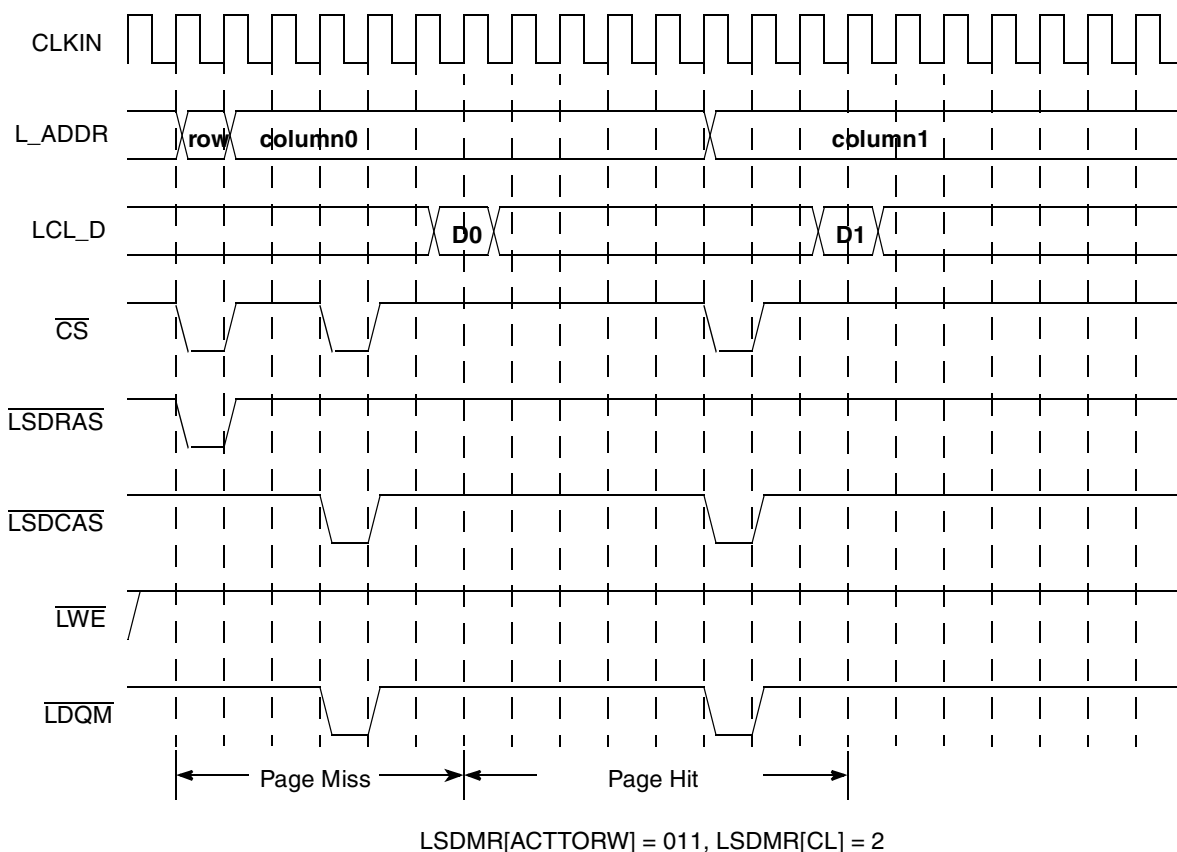 CLKIN
L_ADDR
row
column0
column1
LCL_D
D0
D1
CS
LSDRAS
LSDCAS
LWE
LDQM
Page Miss
Page Hit
LSDMR[ACTTORW] = 011, LSDMR[CL] = 2